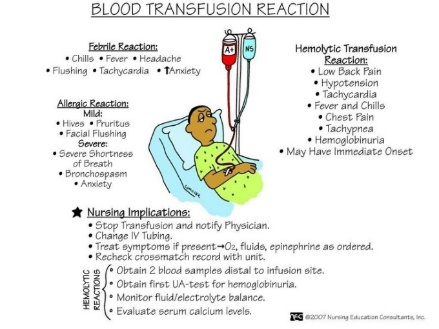 BLOOD TRANSFUSION REACTION
Febrile Reaction:
• Chills • Fever • Headache
• Flushing • Tachycardia • ↑Anxiety
Allergic Reaction:
Mild:
• Hives • Pruritus
• Facial Flushing
Severe:
• Severe Shortness
of Breath
• Bronchospasm
• Anxiety
A+
NS
Hemolytic Transfusion
Reaction:
• Low Back Pain
• Hypotension
• Tachycardia
• Fever and Chills
• Chest Pain
• Tachypnea
• Hemoglobinuria
• May Have Immediate Onset
★ Nursing Implications:
• Stop Transfusion and notify Physician.
• Change IV Tubing.
• Treat symptoms if present→O₂, fluids, epinephrine as ordered.
• Recheck crossmatch record with unit.
HEMOLYTIC
REACTIONS
• Obtain 2 blood samples distal to infusion site.
• Obtain first UA-test for hemoglobinuria.
• Monitor fluid/electrolyte balance.
• Evaluate serum calcium levels.
©2007 Nursing Education Consultants, Inc.